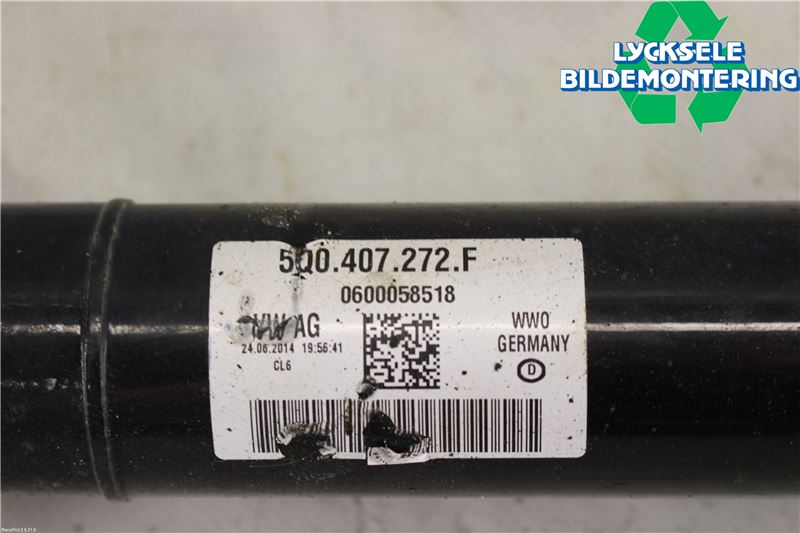 LYCKSELE
BILDEMONTERING
5Q0.407.272.F
0600058518
VW AG
WWO
GERMANY
24.06.2014 19:56:41
CL6
D